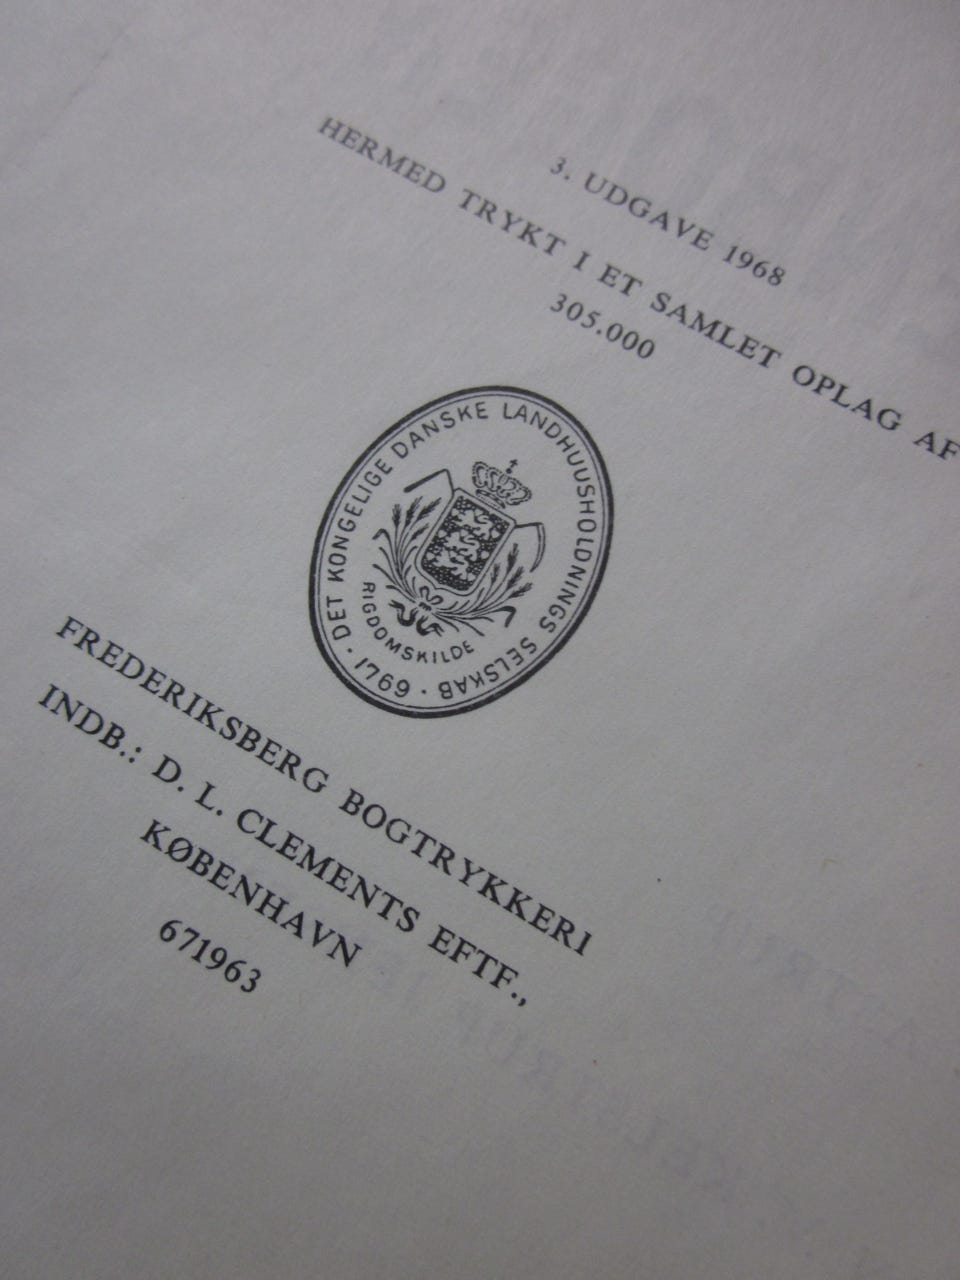 3. UDGAVE 1968
HERMED TRYKT I ET SAMLET OPLAG AF
305.000
DET KONGELIGE DANSKE LANDHUUSHOLDNINGS SELSKAB · 1769 ·
RIGDOMSKILDE
FREDERIKSBERG BOGTRYKKERI
INDB.: D. L. CLEMENTS EFTF.,
KØBENHAVN
671963